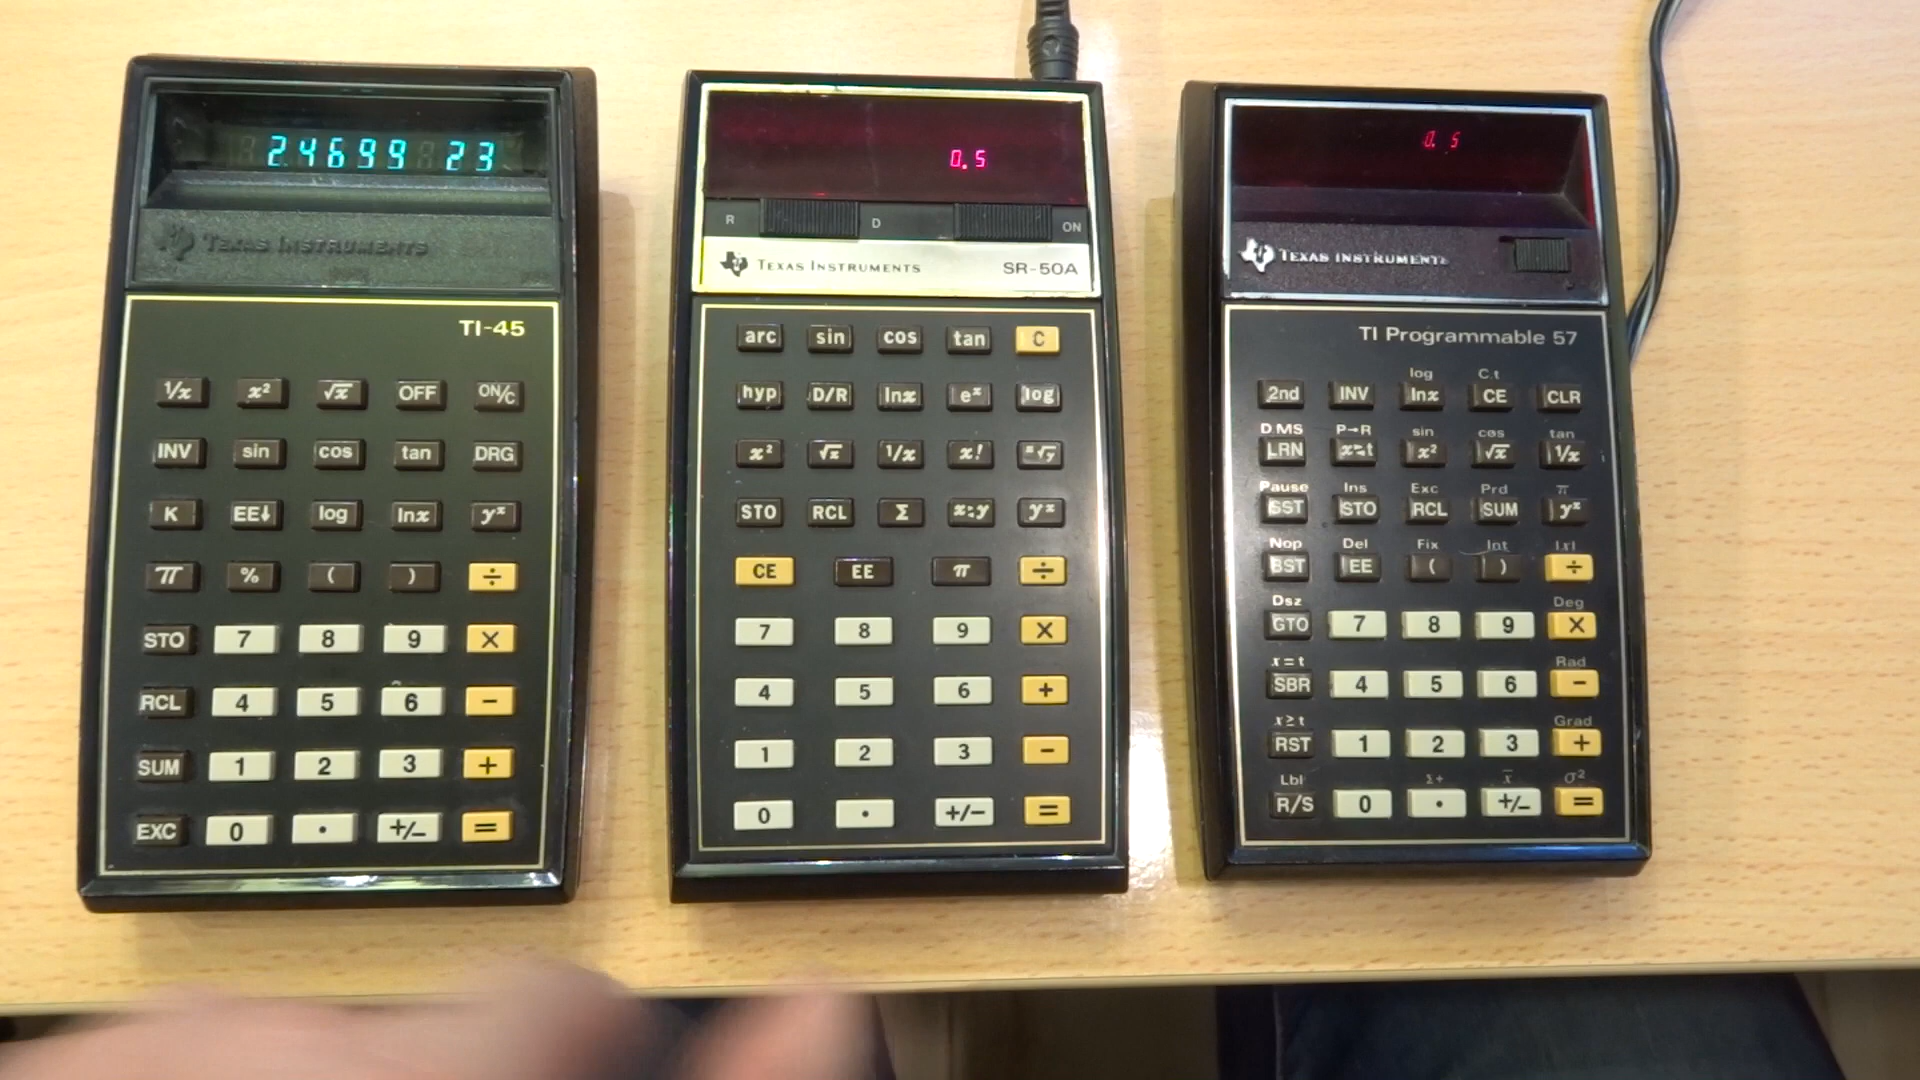 2.4699 23
TEXAS INSTRUMENTS
TI-45
1/x x² √x OFF ON/C
INV sin cos tan DRG
K EE↓ log lnx yˣ
π % ( ) ÷
STO 7 8 9 ×
RCL 4 5 6 −
SUM 1 2 3 +
EXC 0 . +/− =
0.5
R D ON
TEXAS INSTRUMENTS SR-50A
arc sin cos tan C
hyp D/R lnx eˣ log
x² √x 1/x x! ˣ√y
STO RCL Σ x:y yˣ
CE EE π ÷
7 8 9 ×
4 5 6 +
1 2 3 −
0 . +/− =
0.5
TEXAS INSTRUMENTS
TI Programmable 57
log C.t
2nd INV lnx CE CLR
D.MS P→R sin cos tan
LRN x⇄t x² √x 1/x
Pause Ins Exc Prd π
SST STO RCL SUM yˣ
Nop Del Fix Int |x|
BST EE ( ) ÷
Dsz Deg
GTO 7 8 9 ×
x=t Rad
SBR 4 5 6 −
x≥t Grad
RST 1 2 3 +
Lbl Σ+ x̄ σ²
R/S 0 . +/− =